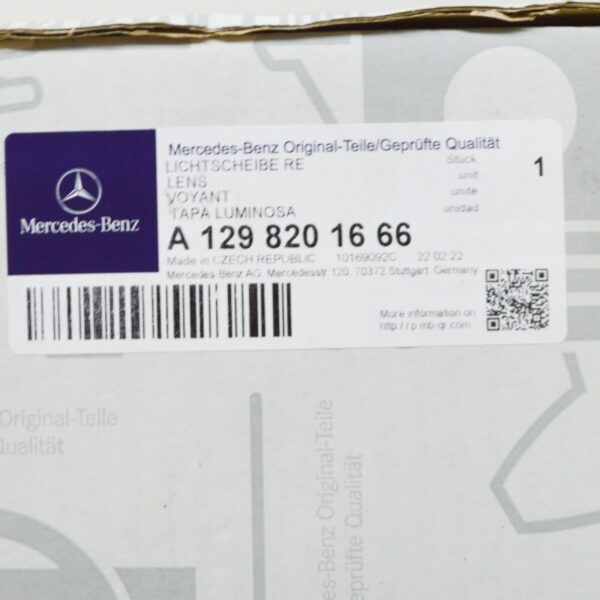 Mercedes-Benz
Mercedes-Benz Original-Teile/Geprüfte Qualität
LICHTSCHEIBE RE
LENS
VOYANT
TAPA LUMINOSA
Stück
unit
unite
unidad
1
A 129 820 16 66
Made in CZECH REPUBLIC 10169092C 22.02.22
Mercedes-Benz AG, Mercedesstr. 120, 70372 Stuttgart, Germany
More information on
http://p.mb-qr.com
Original-Teile
Qualität
s-Benz Original-Teile
eprüfte Qualität